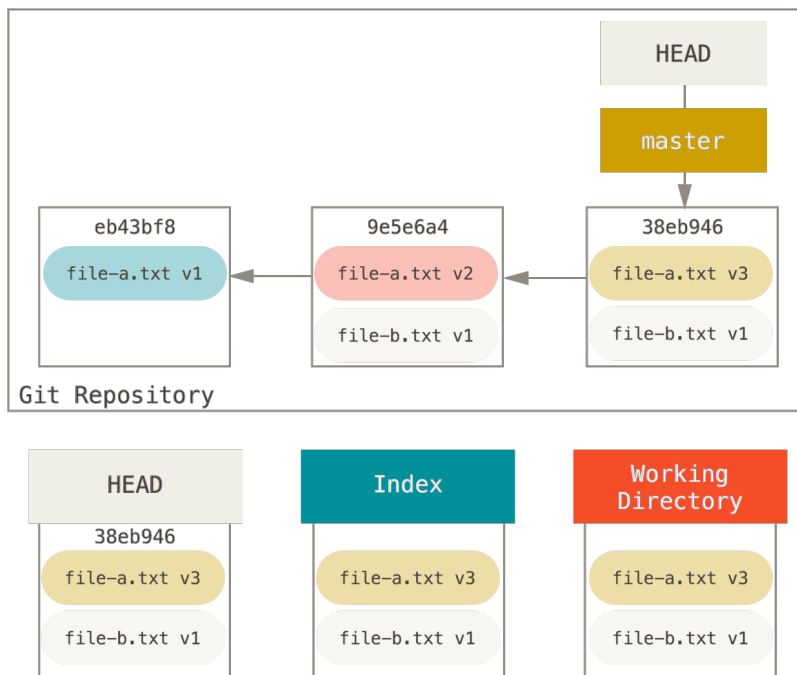 HEAD
master
eb43bf8
9e5e6a4
38eb946
file-a.txt v1
file-a.txt v2
file-a.txt v3
file-b.txt v1
file-b.txt v1
Git Repository
HEAD
Index
Working
Directory
38eb946
file-a.txt v3
file-a.txt v3
file-a.txt v3
file-b.txt v1
file-b.txt v1
file-b.txt v1